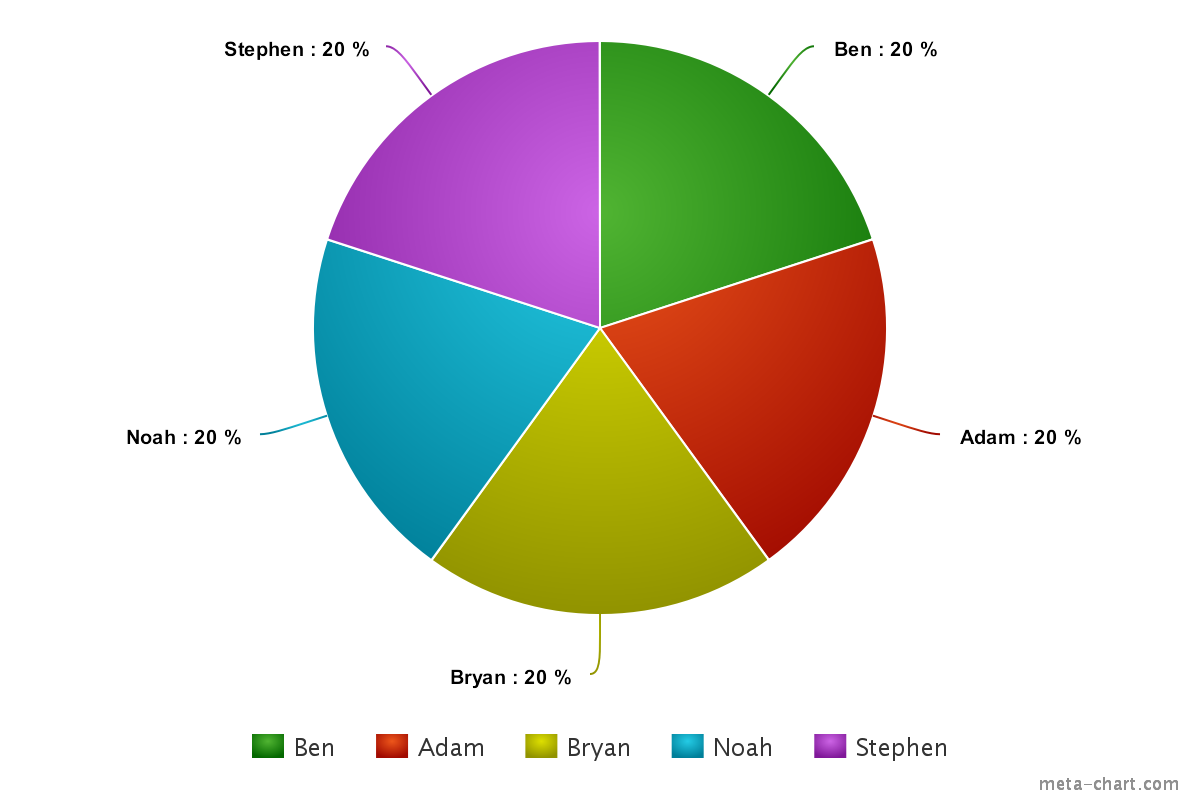 Stephen : 20 %
Ben : 20 %
Noah : 20 %
Adam : 20 %
Bryan : 20 %
Ben Adam Bryan Noah Stephen
meta-chart.com